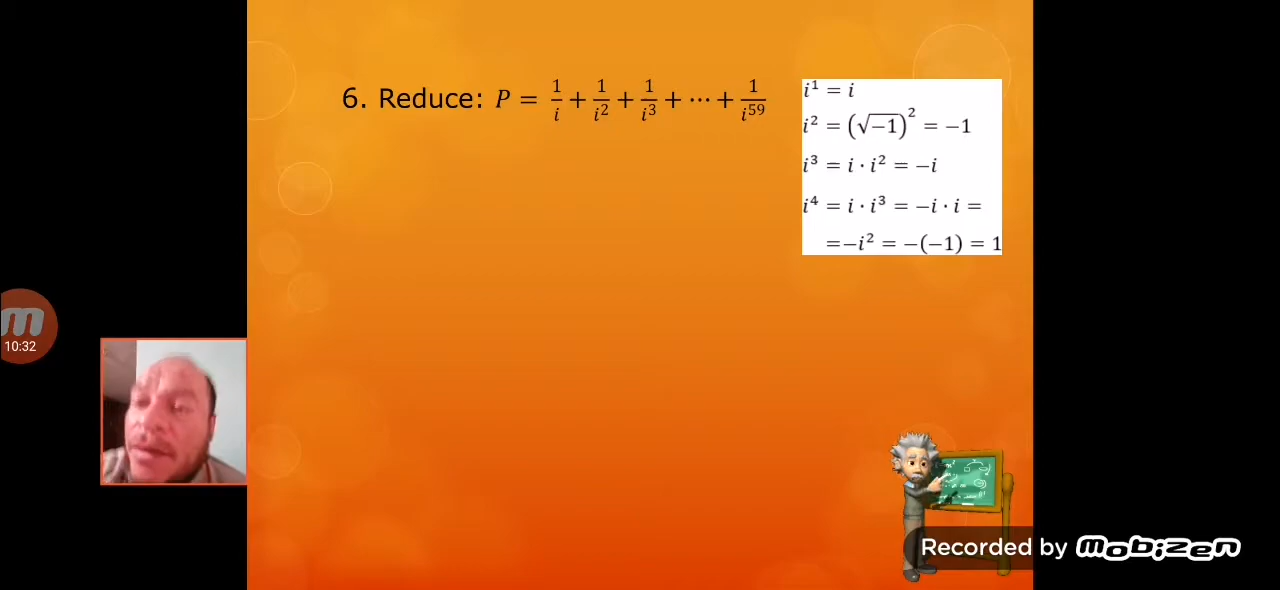 6. Reduce: P = 1/i + 1/i² + 1/i³ + ⋯ + 1/i⁵⁹
i¹ = i
i² = (√−1)² = −1
i³ = i · i² = −i
i⁴ = i · i³ = −i · i =
=−i² = −(−1) = 1
m
10:32
Recorded by mobizen